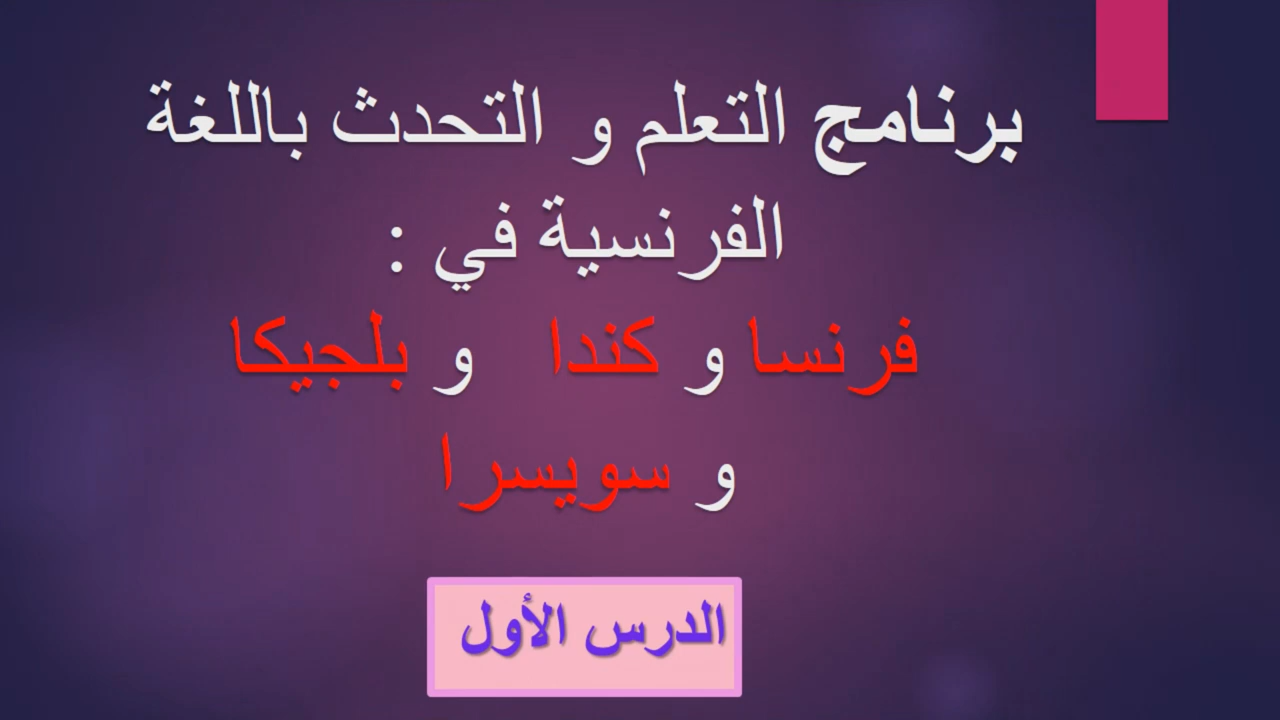 برنامج التعلم و التحدث باللغة
الفرنسية في :
فرنسا و كندا و بلجيكا
و سويسرا
الدرس الأول